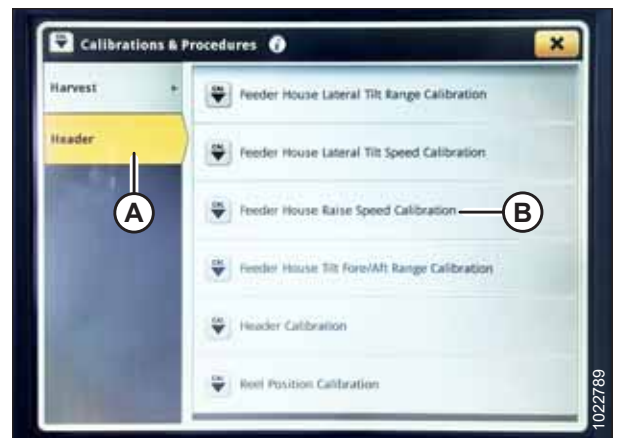 Calibrations & Procedures
Harvest
Header
Feeder House Lateral Tilt Range Calibration
Feeder House Lateral Tilt Speed Calibration
Feeder House Raise Speed Calibration
Feeder House Tilt Fore/Aft Range Calibration
Header Calibration
Reel Position Calibration
A
B
1022789